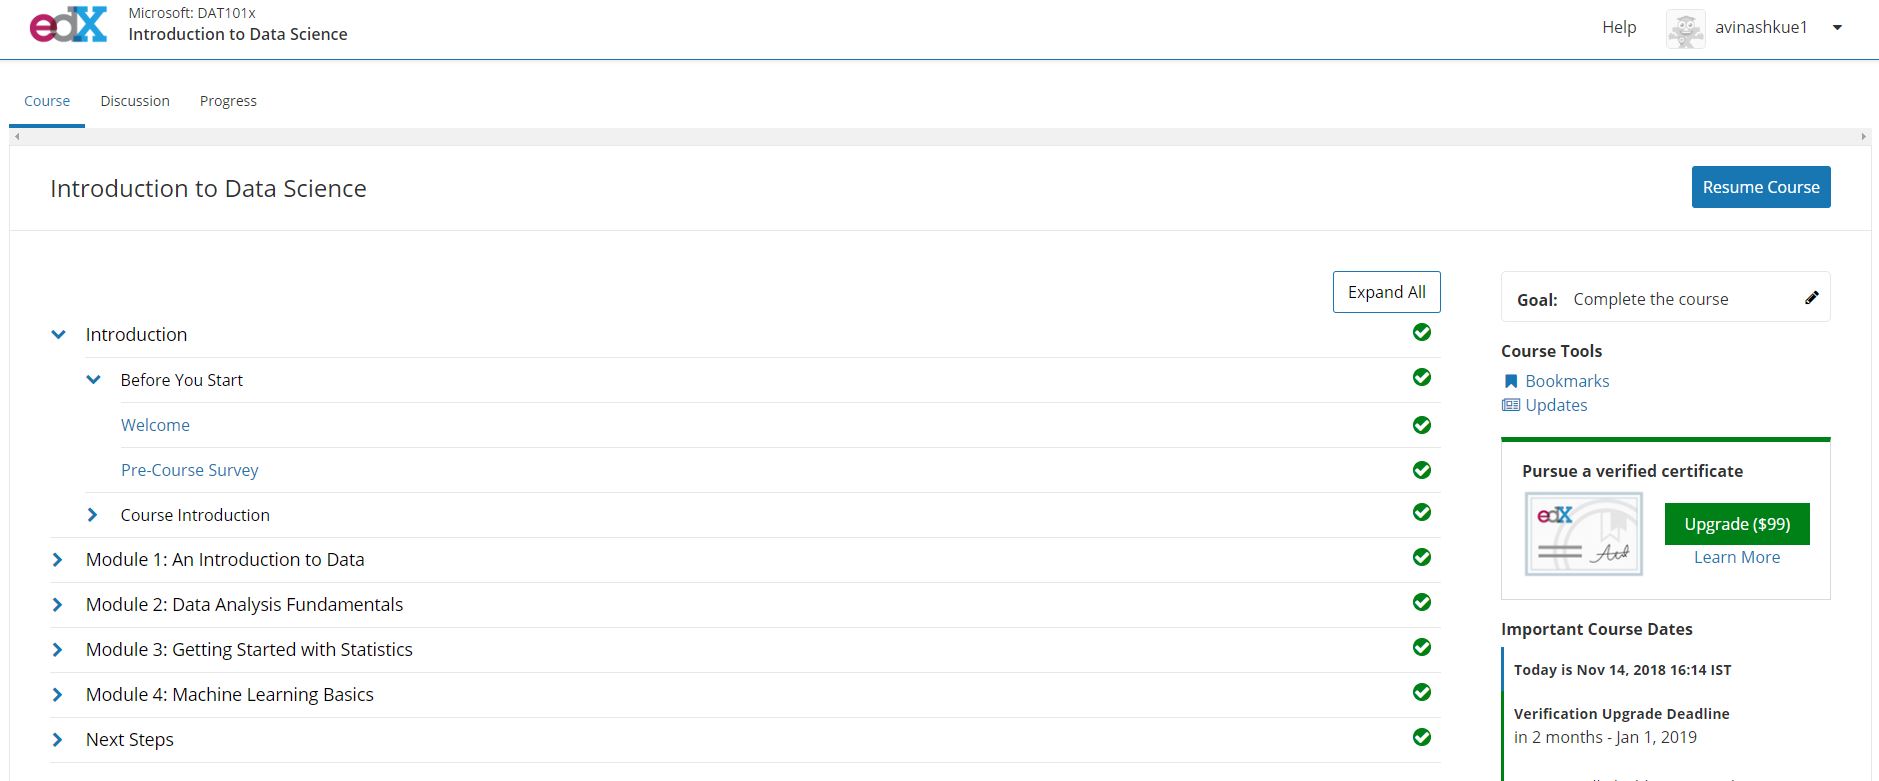 edX
Microsoft: DAT101x
Introduction to Data Science
Help
avinashkue1
Course
Discussion
Progress
Introduction to Data Science
Resume Course
Expand All
Introduction
Before You Start
Welcome
Pre-Course Survey
Course Introduction
Module 1: An Introduction to Data
Module 2: Data Analysis Fundamentals
Module 3: Getting Started with Statistics
Module 4: Machine Learning Basics
Next Steps
Goal: Complete the course
Course Tools
Bookmarks
Updates
Pursue a verified certificate
edX
Upgrade ($99)
Learn More
Important Course Dates
Today is Nov 14, 2018 16:14 IST
Verification Upgrade Deadline
in 2 months - Jan 1, 2019